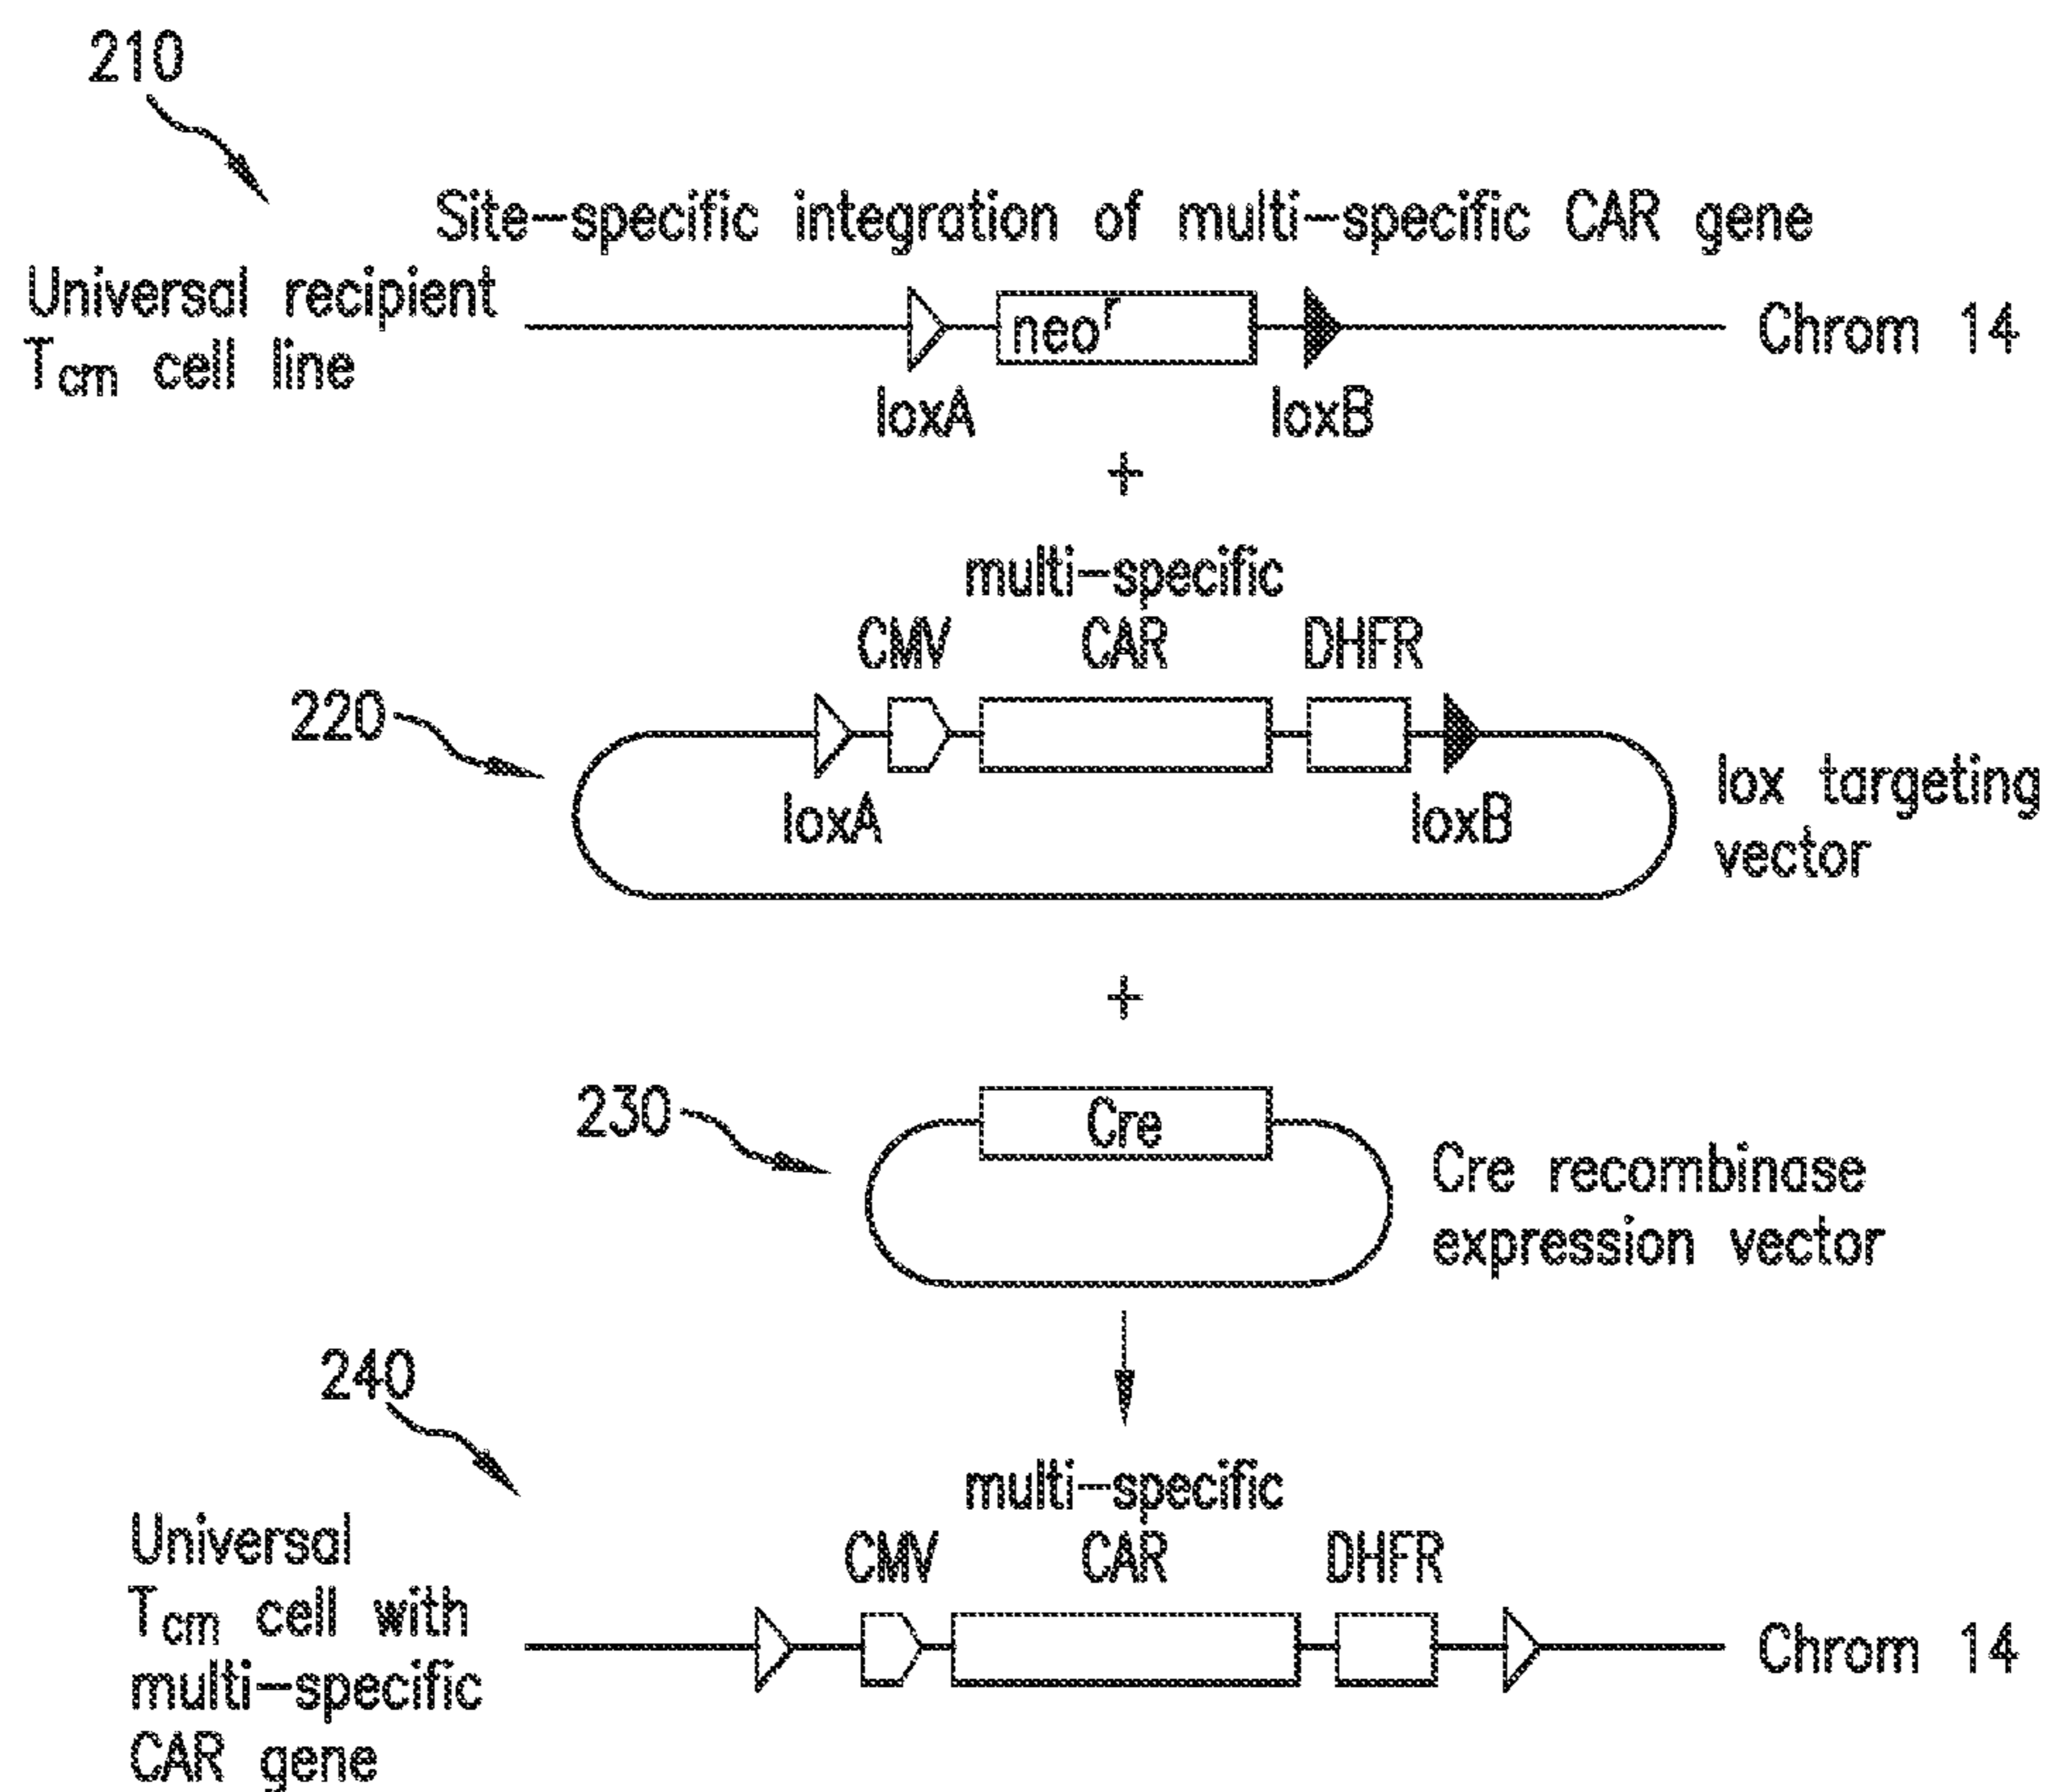 210
Site-specific integration of multi-specific CAR gene
Universal recipient
Tcm cell line
neor
Chrom 14
loxA
loxB
+
multi-specific
CMV
CAR
DHFR
220
loxA
loxB
lox targeting
vector
+
230
Cre
Cre recombinase
expression vector
240
multi-specific
CMV
CAR
DHFR
Universal
Tcm cell with
multi-specific
CAR gene
Chrom 14